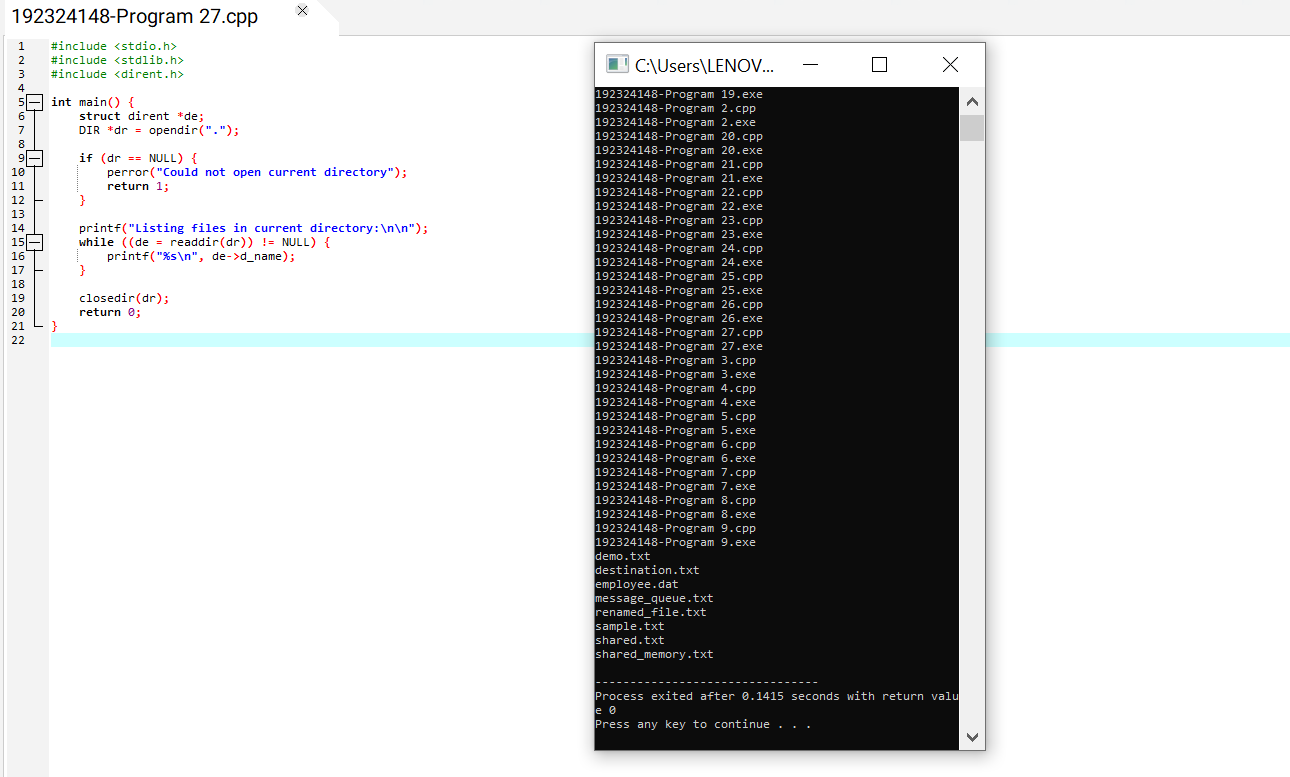 192324148-Program 27.cpp
1 #include <stdio.h>
2 #include <stdlib.h>
3 #include <dirent.h>
4
5 int main() {
6     struct dirent *de;
7     DIR *dr = opendir(".");
8
9     if (dr == NULL) {
10         perror("Could not open current directory");
11         return 1;
12     }
13
14     printf("Listing files in current directory:\n\n");
15     while ((de = readdir(dr)) != NULL) {
16         printf("%s\n", de->d_name);
17     }
18
19     closedir(dr);
20     return 0;
21 }
22
C:\Users\LENOV...
192324148-Program 19.exe
192324148-Program 2.cpp
192324148-Program 2.exe
192324148-Program 20.cpp
192324148-Program 20.exe
192324148-Program 21.cpp
192324148-Program 21.exe
192324148-Program 22.cpp
192324148-Program 22.exe
192324148-Program 23.cpp
192324148-Program 23.exe
192324148-Program 24.cpp
192324148-Program 24.exe
192324148-Program 25.cpp
192324148-Program 25.exe
192324148-Program 26.cpp
192324148-Program 26.exe
192324148-Program 27.cpp
192324148-Program 27.exe
192324148-Program 3.cpp
192324148-Program 3.exe
192324148-Program 4.cpp
192324148-Program 4.exe
192324148-Program 5.cpp
192324148-Program 5.exe
192324148-Program 6.cpp
192324148-Program 6.exe
192324148-Program 7.cpp
192324148-Program 7.exe
192324148-Program 8.cpp
192324148-Program 8.exe
192324148-Program 9.cpp
192324148-Program 9.exe
demo.txt
destination.txt
employee.dat
message_queue.txt
renamed_file.txt
sample.txt
shared.txt
shared_memory.txt
--------------------------------
Process exited after 0.1415 seconds with return valu
e 0
Press any key to continue . . .